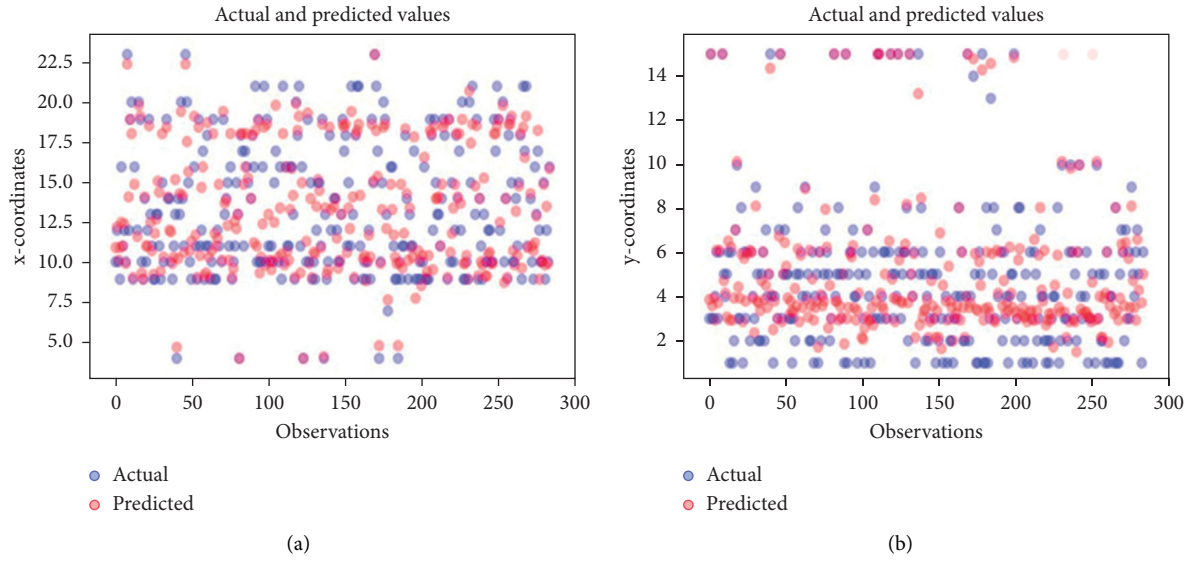 Actual and predicted values
22.5
20.0
17.5
15.0
12.5
10.0
7.5
5.0
x-coordinates
0 50 100 150 200 250 300
Observations
Actual
Predicted
(a)
Actual and predicted values
14
12
10
8
6
4
2
y-coordinates
0 50 100 150 200 250 300
Observations
Actual
Predicted
(b)